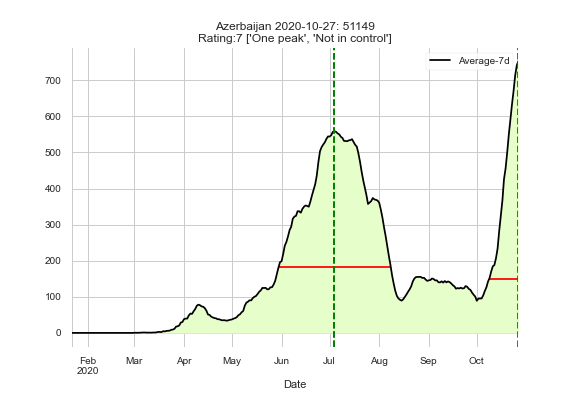 Azerbaijan 2020-10-27: 51149
Rating:7 ['One peak', 'Not in control']
Average-7d
700
600
500
400
300
200
100
0
Feb Mar Apr May Jun Jul Aug Sep Oct
2020
Date